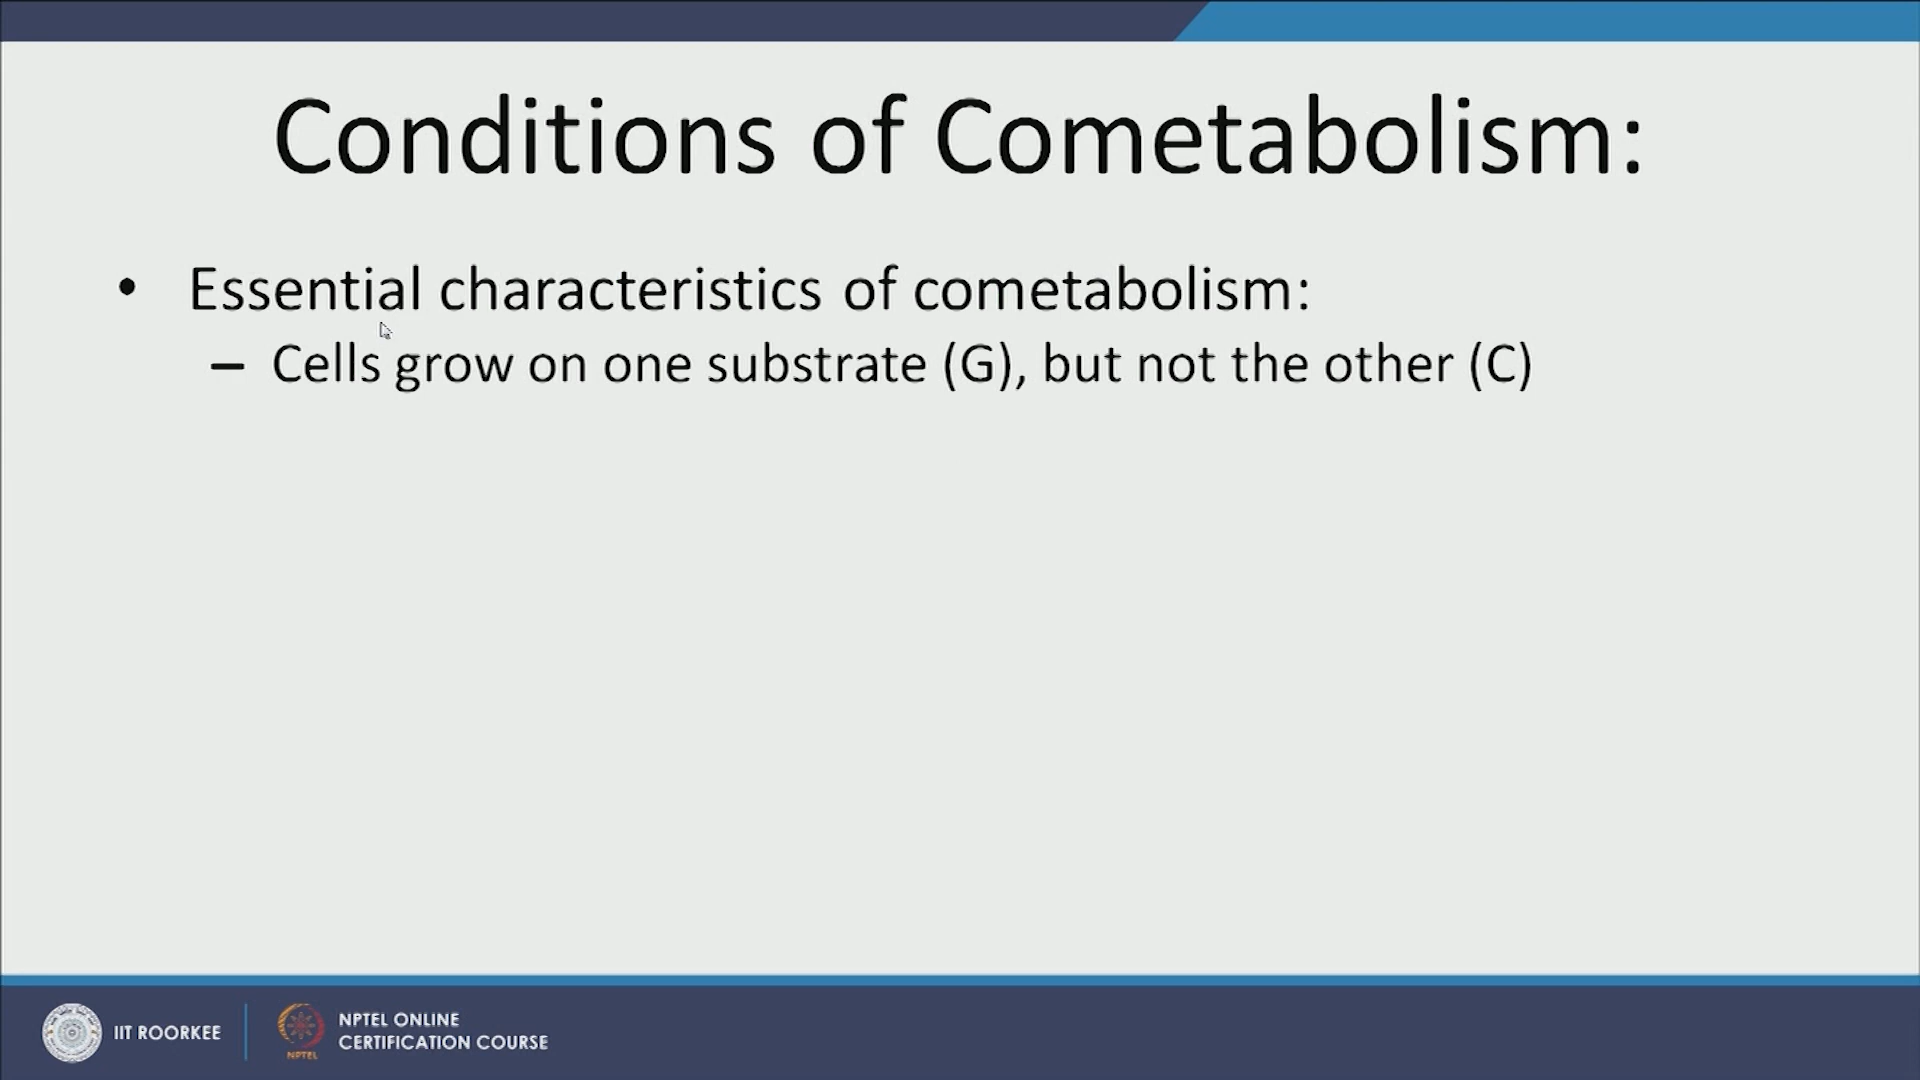 Conditions of Cometabolism:
• Essential characteristics of cometabolism:
– Cells grow on one substrate (G), but not the other (C)
IIT ROORKEE
NPTEL
NPTEL ONLINE
CERTIFICATION COURSE